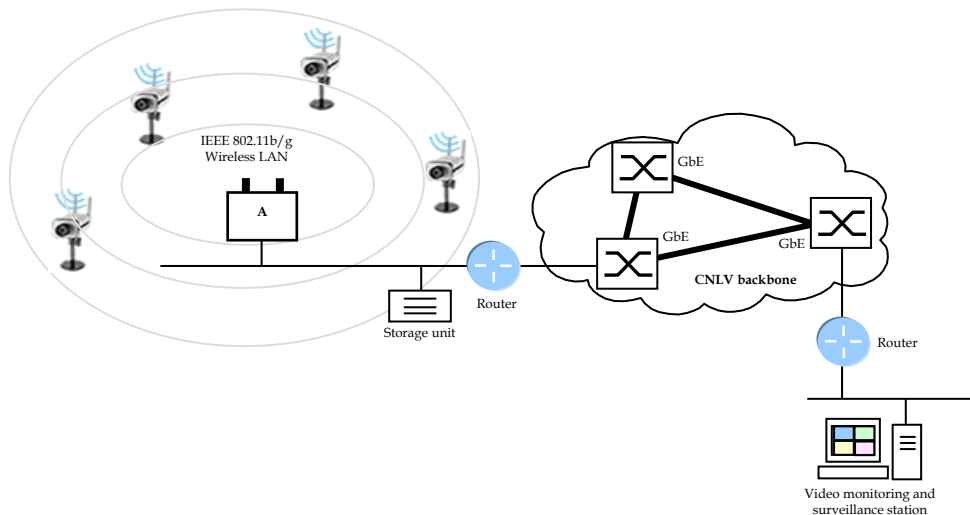 IEEE 802.11b/g
Wireless LAN
A
GbE
GbE
GbE
CNLV backbone
Router
Storage unit
Router
Video monitoring and
surveillance station